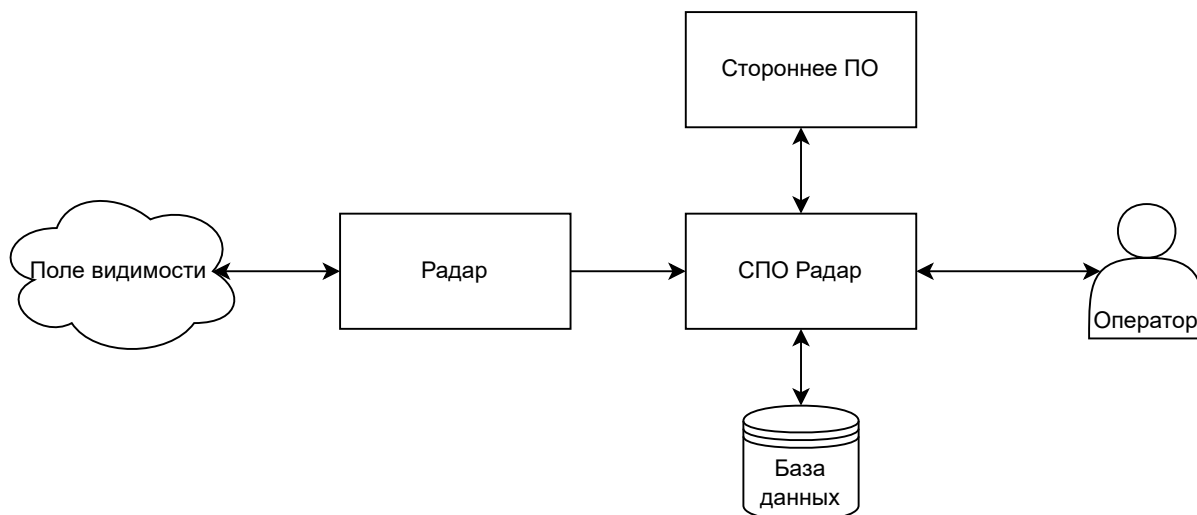 Стороннее ПО
Поле видимости
Радар
СПО Радар
Оператор
База
данных